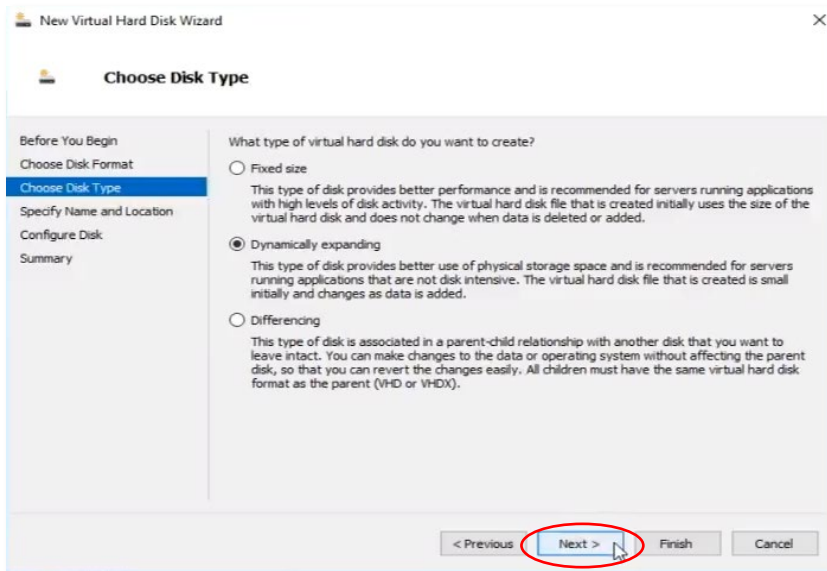 New Virtual Hard Disk Wizard
Choose Disk Type
Before You Begin
Choose Disk Format
Choose Disk Type
Specify Name and Location
Configure Disk
Summary
What type of virtual hard disk do you want to create?
Fixed size
This type of disk provides better performance and is recommended for servers running applications
with high levels of disk activity. The virtual hard disk file that is created initially uses the size of the
virtual hard disk and does not change when data is deleted or added.
Dynamically expanding
This type of disk provides better use of physical storage space and is recommended for servers
running applications that are not disk intensive. The virtual hard disk file that is created is small
initially and changes as data is added.
Differencing
This type of disk is associated in a parent-child relationship with another disk that you want to
leave intact. You can make changes to the data or operating system without affecting the parent
disk, so that you can revert the changes easily. All children must have the same virtual hard disk
format as the parent (VHD or VHDX).
< Previous
Next >
Finish
Cancel